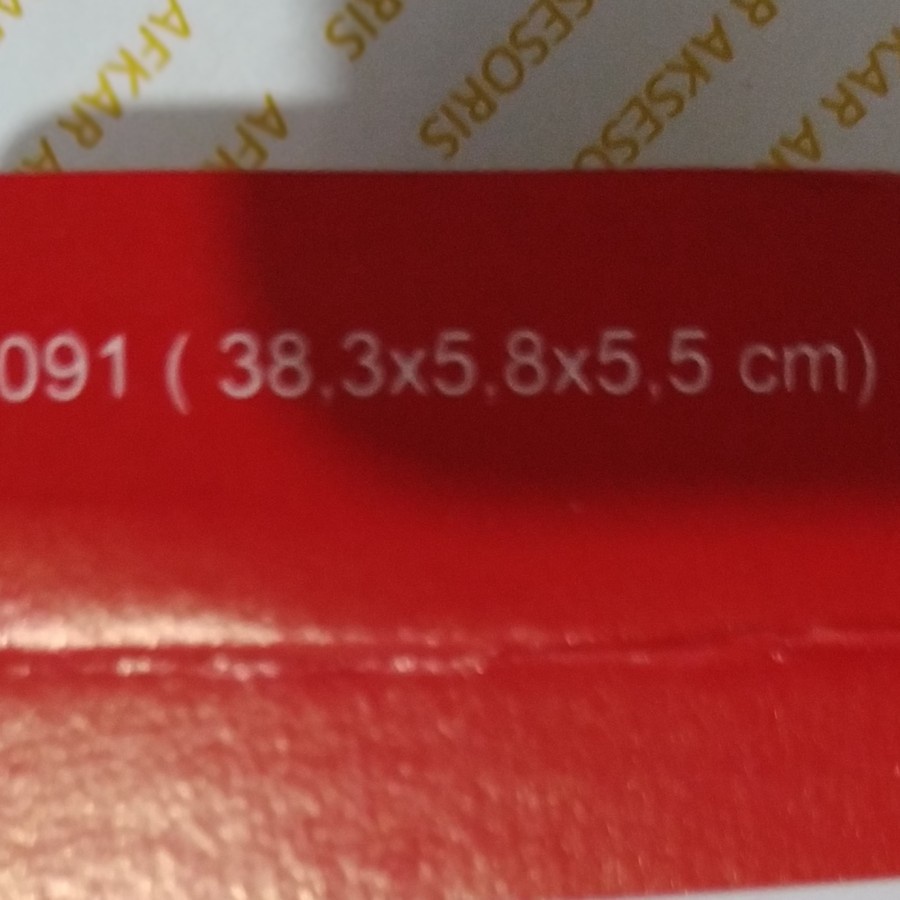 AFKAR AKSESORIS
091 ( 38.3x5.8x5.5 cm)